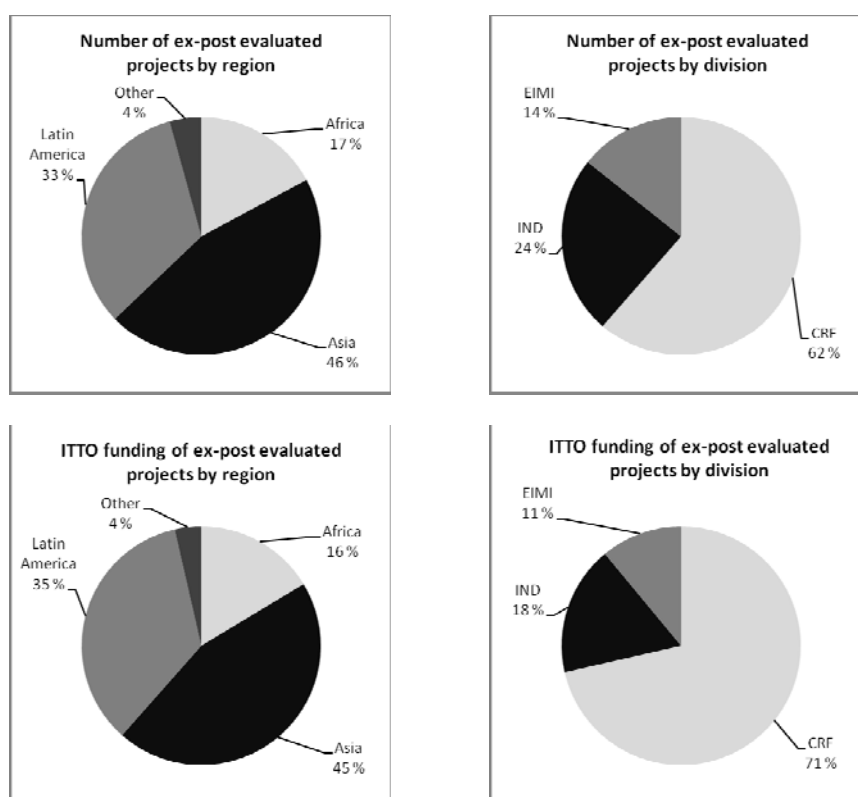 Number of ex-post evaluated
projects by region
Other
4 %
Africa
17 %
Latin
America
33 %
Asia
46 %
Number of ex-post evaluated
projects by division
EIMI
14 %
IND
24 %
CRF
62 %
ITTO funding of ex-post evaluated
projects by region
Other
4 %
Africa
16 %
Latin
America
35 %
Asia
45 %
ITTO funding of ex-post evaluated
projects by division
EIMI
11 %
IND
18 %
CRF
71 %